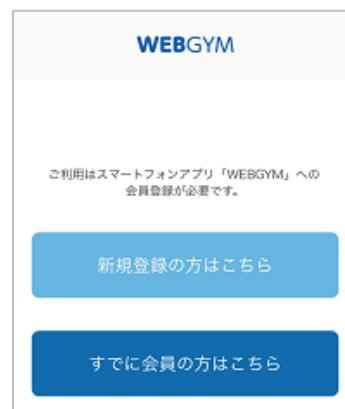 WEBGYM
ご利用はスマートフォンアプリ「WEBGYM」への
会員登録が必要です。
新規登録の方はこちら
すでに会員の方はこちら